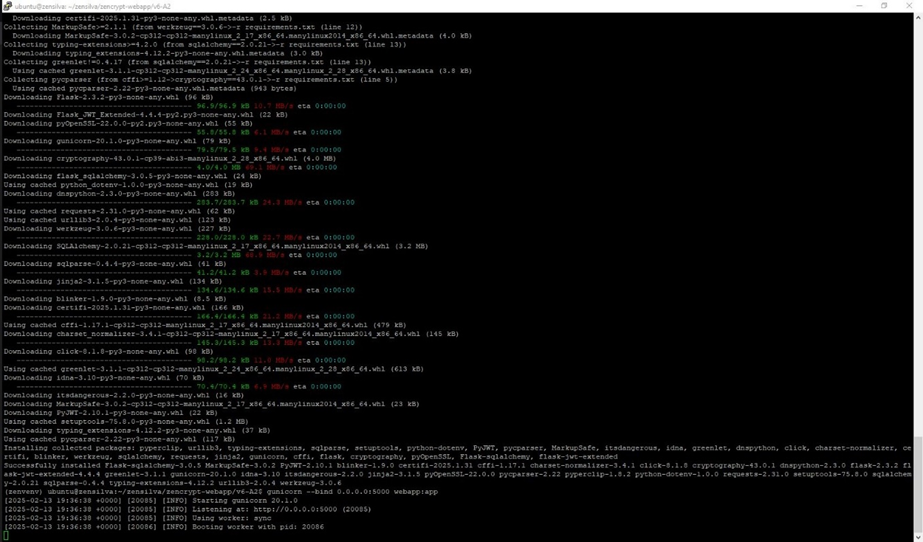 ubuntu@zensilva: ~/zensilva/zencrypt-webapp/v6-A2
Downloading certifi-2025.1.31-py3-none-any.whl.metadata (2.5 kB)
Collecting MarkupSafe>=2.1.1 (from werkzeug==3.0.6->-r requirements.txt (line 12))
Downloading MarkupSafe-3.0.2-cp312-cp312-manylinux_2_17_x86_64.manylinux2014_x86_64.whl.metadata (4.0 kB)
Collecting typing-extensions>=4.2.0 (from sqlalchemy==2.0.21->-r requirements.txt (line 13))
Downloading typing_extensions-4.12.2-py3-none-any.whl.metadata (3.0 kB)
Collecting greenlet!=0.4.17 (from sqlalchemy==2.0.21->-r requirements.txt (line 13))
Using cached greenlet-3.1.1-cp312-cp312-manylinux_2_24_x86_64.manylinux_2_28_x86_64.whl.metadata (3.8 kB)
Collecting pycparser (from cffi>=1.12->cryptography==43.0.1->-r requirements.txt (line 5))
Using cached pycparser-2.22-py3-none-any.whl.metadata (943 bytes)
Downloading Flask-2.3.2-py3-none-any.whl (96 kB)
---------------------------------------- 96.9/96.9 kB 10.7 MB/s eta 0:00:00
Downloading Flask_JWT_Extended-4.4.4-py2.py3-none-any.whl (22 kB)
Downloading pyOpenSSL-22.0.0-py2.py3-none-any.whl (55 kB)
---------------------------------------- 55.8/55.8 kB 6.1 MB/s eta 0:00:00
Downloading gunicorn-20.1.0-py3-none-any.whl (79 kB)
---------------------------------------- 79.5/79.5 kB 9.4 MB/s eta 0:00:00
Downloading cryptography-43.0.1-cp39-abi3-manylinux_2_28_x86_64.whl (4.0 MB)
---------------------------------------- 4.0/4.0 MB MB/s eta 0:00:00
Downloading flask_sqlalchemy-3.0.5-py3-none-any.whl (24 kB)
Using cached python_dotenv-1.0.0-py3-none-any.whl (19 kB)
Downloading dnspython-2.3.0-py3-none-any.whl (283 kB)
---------------------------------------- 283.7/283.7 kB 24.3 MB/s eta 0:00:00
Using cached requests-2.31.0-py3-none-any.whl (62 kB)
Using cached urllib3-2.0.4-py3-none-any.whl (123 kB)
Downloading werkzeug-3.0.6-py3-none-any.whl (227 kB)
---------------------------------------- 228.0/228.0 kB 22.7 MB/s eta 0:00:00
Downloading SQLAlchemy-2.0.21-cp312-cp312-manylinux_2_17_x86_64.manylinux2014_x86_64.whl (3.2 MB)
---------------------------------------- 3.2/3.2 MB MB/s eta 0:00:00
Downloading sqlparse-0.4.4-py3-none-any.whl (41 kB)
---------------------------------------- 41.2/41.2 kB 3.5 MB/s eta 0:00:00
Downloading jinja2-3.1.5-py3-none-any.whl (134 kB)
---------------------------------------- 134.6/134.6 kB 15.5 MB/s eta 0:00:00
Downloading blinker-1.9.0-py3-none-any.whl (8.5 kB)
Downloading certifi-2025.1.31-py3-none-any.whl (166 kB)
---------------------------------------- 166.4/166.4 kB 21.2 MB/s eta 0:00:00
Using cached cffi-1.17.1-cp312-cp312-manylinux_2_17_x86_64.manylinux2014_x86_64.whl (479 kB)
Downloading charset_normalizer-3.4.1-cp312-cp312-manylinux_2_17_x86_64.manylinux2014_x86_64.whl (145 kB)
---------------------------------------- 145.3/145.3 kB 13.3 MB/s eta 0:00:00
Downloading click-8.1.8-py3-none-any.whl (98 kB)
---------------------------------------- 98.2/98.2 kB 11.0 MB/s eta 0:00:00
Using cached greenlet-3.1.1-cp312-cp312-manylinux_2_24_x86_64.manylinux_2_28_x86_64.whl (613 kB)
Downloading idna-3.10-py3-none-any.whl (70 kB)
---------------------------------------- 70.4/70.4 kB 6.9 MB/s eta 0:00:00
Downloading itsdangerous-2.2.0-py3-none-any.whl (16 kB)
Downloading MarkupSafe-3.0.2-cp312-cp312-manylinux_2_17_x86_64.manylinux2014_x86_64.whl (23 kB)
Downloading PyJWT-2.10.1-py3-none-any.whl (22 kB)
Using cached setuptools-75.8.0-py3-none-any.whl (1.2 MB)
Downloading typing_extensions-4.12.2-py3-none-any.whl (37 kB)
Using cached pycparser-2.22-py3-none-any.whl (117 kB)
Installing collected packages: pyperclip, urllib3, typing-extensions, sqlparse, setuptools, python-dotenv, PyJWT, pycparser, MarkupSafe, itsdangerous, idna, greenlet, dnspython, click, charset-normalizer, ce
rtifi, blinker, werkzeug, sqlalchemy, requests, jinja2, gunicorn, cffi, flask, cryptography, pyOpenSSL, Flask-sqlalchemy, flask-jwt-extended
Successfully installed Flask-sqlalchemy-3.0.5 MarkupSafe-3.0.2 PyJWT-2.10.1 blinker-1.9.0 certifi-2025.1.31 cffi-1.17.1 charset-normalizer-3.4.1 click-8.1.8 cryptography-43.0.1 dnspython-2.3.0 flask-2.3.2 fl
ask-jwt-extended-4.4.4 greenlet-3.1.1 gunicorn-20.1.0 idna-3.10 itsdangerous-2.2.0 jinja2-3.1.5 pyOpenSSL-22.0.0 pycparser-2.22 pyperclip-1.8.2 python-dotenv-1.0.0 requests-2.31.0 setuptools-75.8.0 sqlalchem
y-2.0.21 sqlparse-0.4.4 typing-extensions-4.12.2 urllib3-2.0.4 werkzeug-3.0.6
(zenvenv) ubuntu@zensilva:~/zensilva/zencrypt-webapp/v6-A2$ gunicorn --bind 0.0.0.0:5000 webapp:app
[2025-02-13 19:36:38 +0000] [20085] [INFO] Starting gunicorn 20.1.0
[2025-02-13 19:36:38 +0000] [20085] [INFO] Listening at: http://0.0.0.0:5000 (20085)
[2025-02-13 19:36:38 +0000] [20085] [INFO] Using worker: sync
[2025-02-13 19:36:38 +0000] [20086] [INFO] Booting worker with pid: 20086